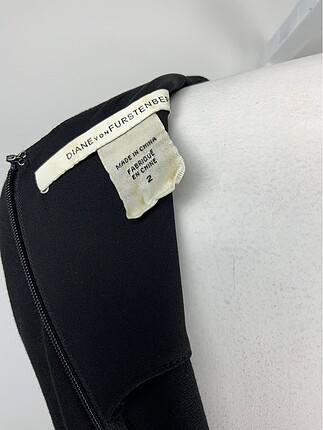 DIANE VON FURSTENBE
MADE IN CHINA
FABRIQUÉ
EN CHINE
2